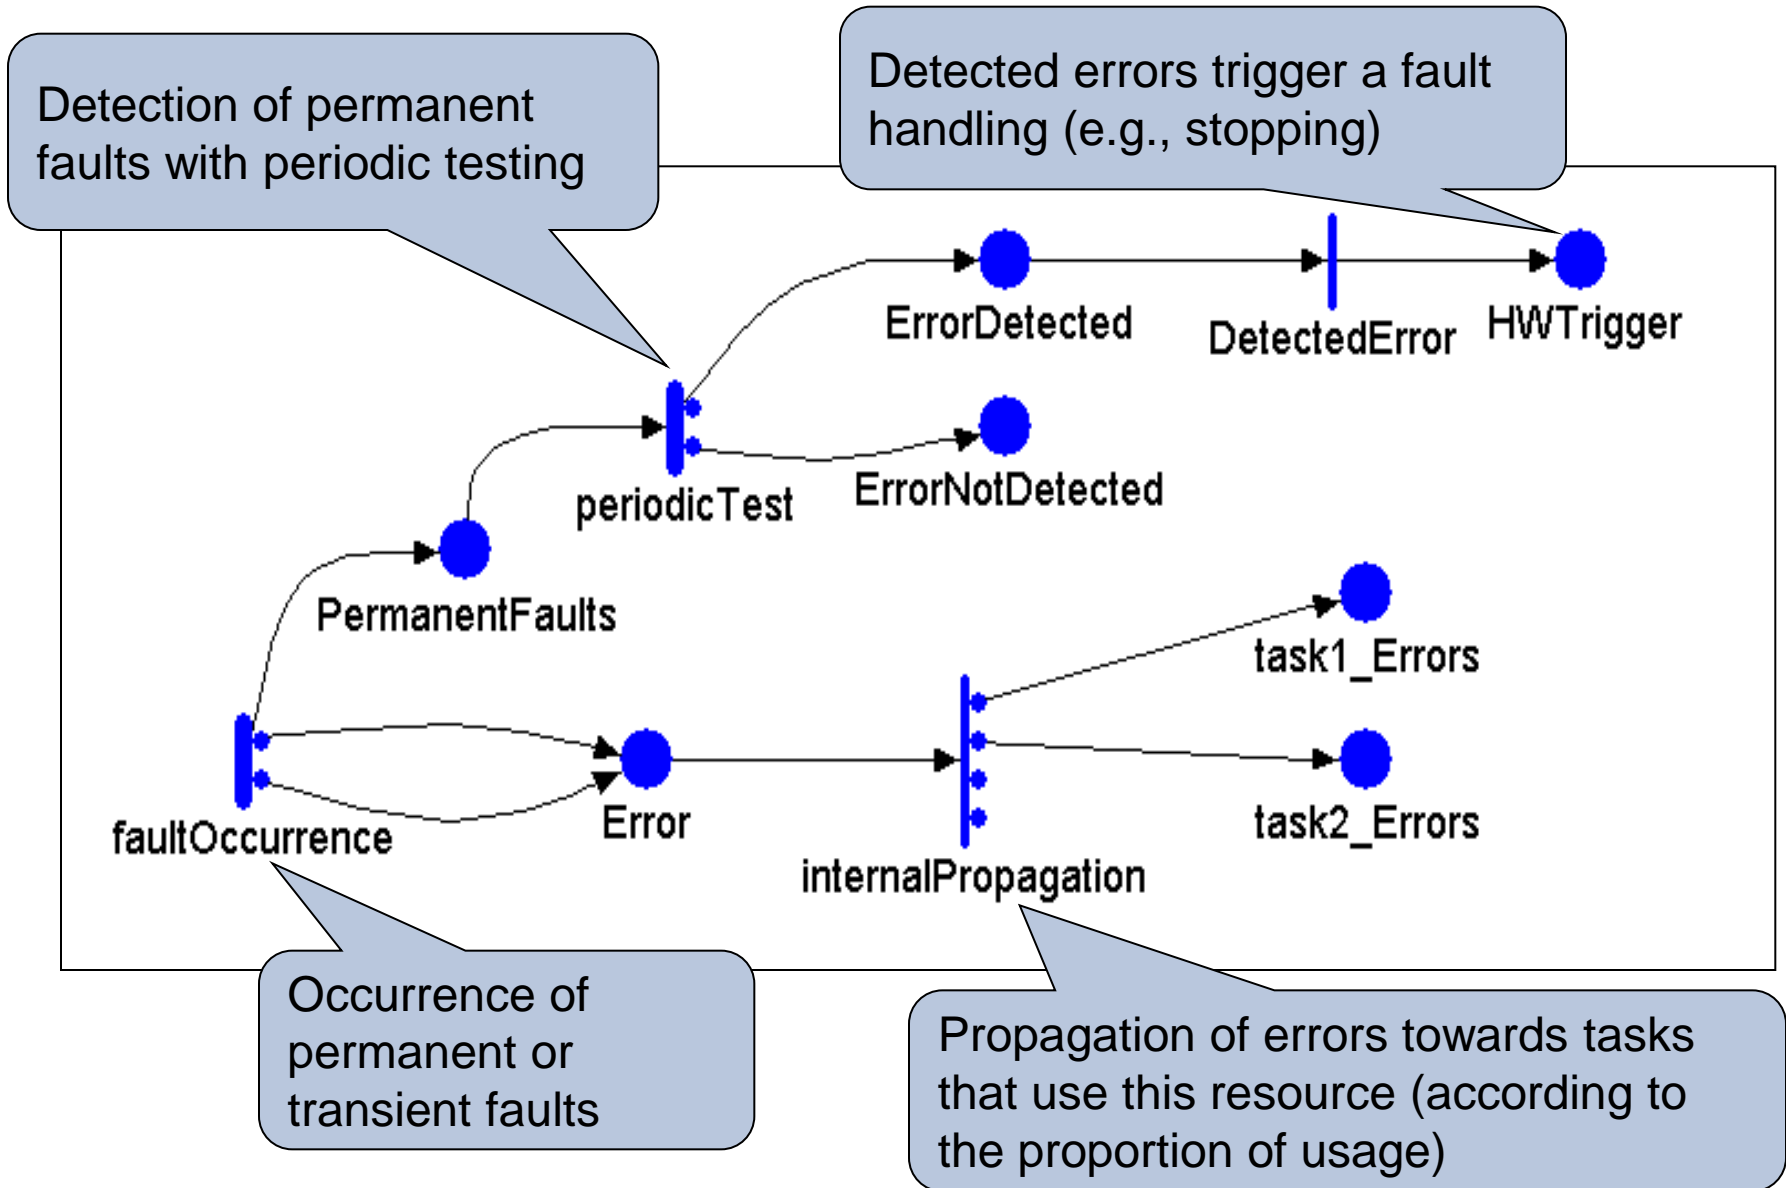 Detection of permanent
faults with periodic testing
Detected errors trigger a fault
handling (e.g., stopping)
ErrorDetected
DetectedError
HWTrigger
periodicTest
ErrorNotDetected
PermanentFaults
task1_Errors
faultOccurrence
Error
task2_Errors
internalPropagation
Occurrence of
permanent or
transient faults
Propagation of errors towards tasks
that use this resource (according to
the proportion of usage)